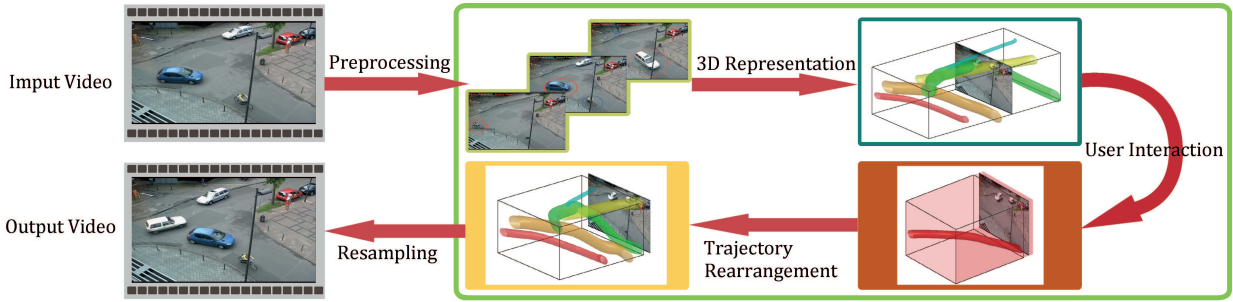 Imput Video
Preprocessing
3D Representation
User Interaction
Trajectory
Rearrangement
Resampling
Output Video